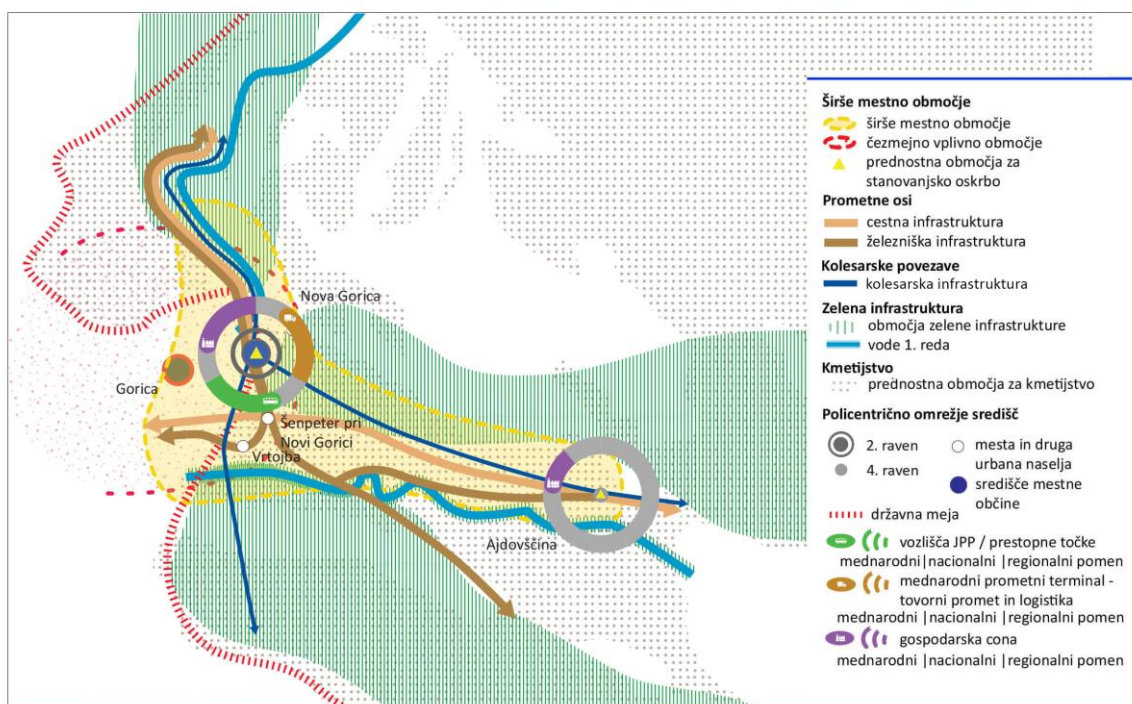 Nova Gorica
Gorica
Šenpeter pri
Novi Gorici
Vrtojba
Ajdovščina
Širše mestno območje
širše mestno območje
čezmejno vplivno območje
prednostna območja za
stanovanjsko oskrbo
Prometne osi
cestna infrastruktura
železniška infrastruktura
Kolesarske povezave
kolesarska infrastruktura
Zelena infrastruktura
območja zelene infrastrukture
vode 1. reda
Kmetijstvo
prednostna območja za kmetijstvo
Policentrično omrežje središč
2. raven
4. raven
mesta in druga
urbana naselja
središče mestne
občine
državna meja
vozlišča JPP / prestopne točke
mednarodni |nacionalni |regionalni pomen
mednarodni prometni terminal -
tovorni promet in logistika
mednarodni |nacionalni |regionalni pomen
gospodarska cona
mednarodni |nacionalni |regionalni pomen